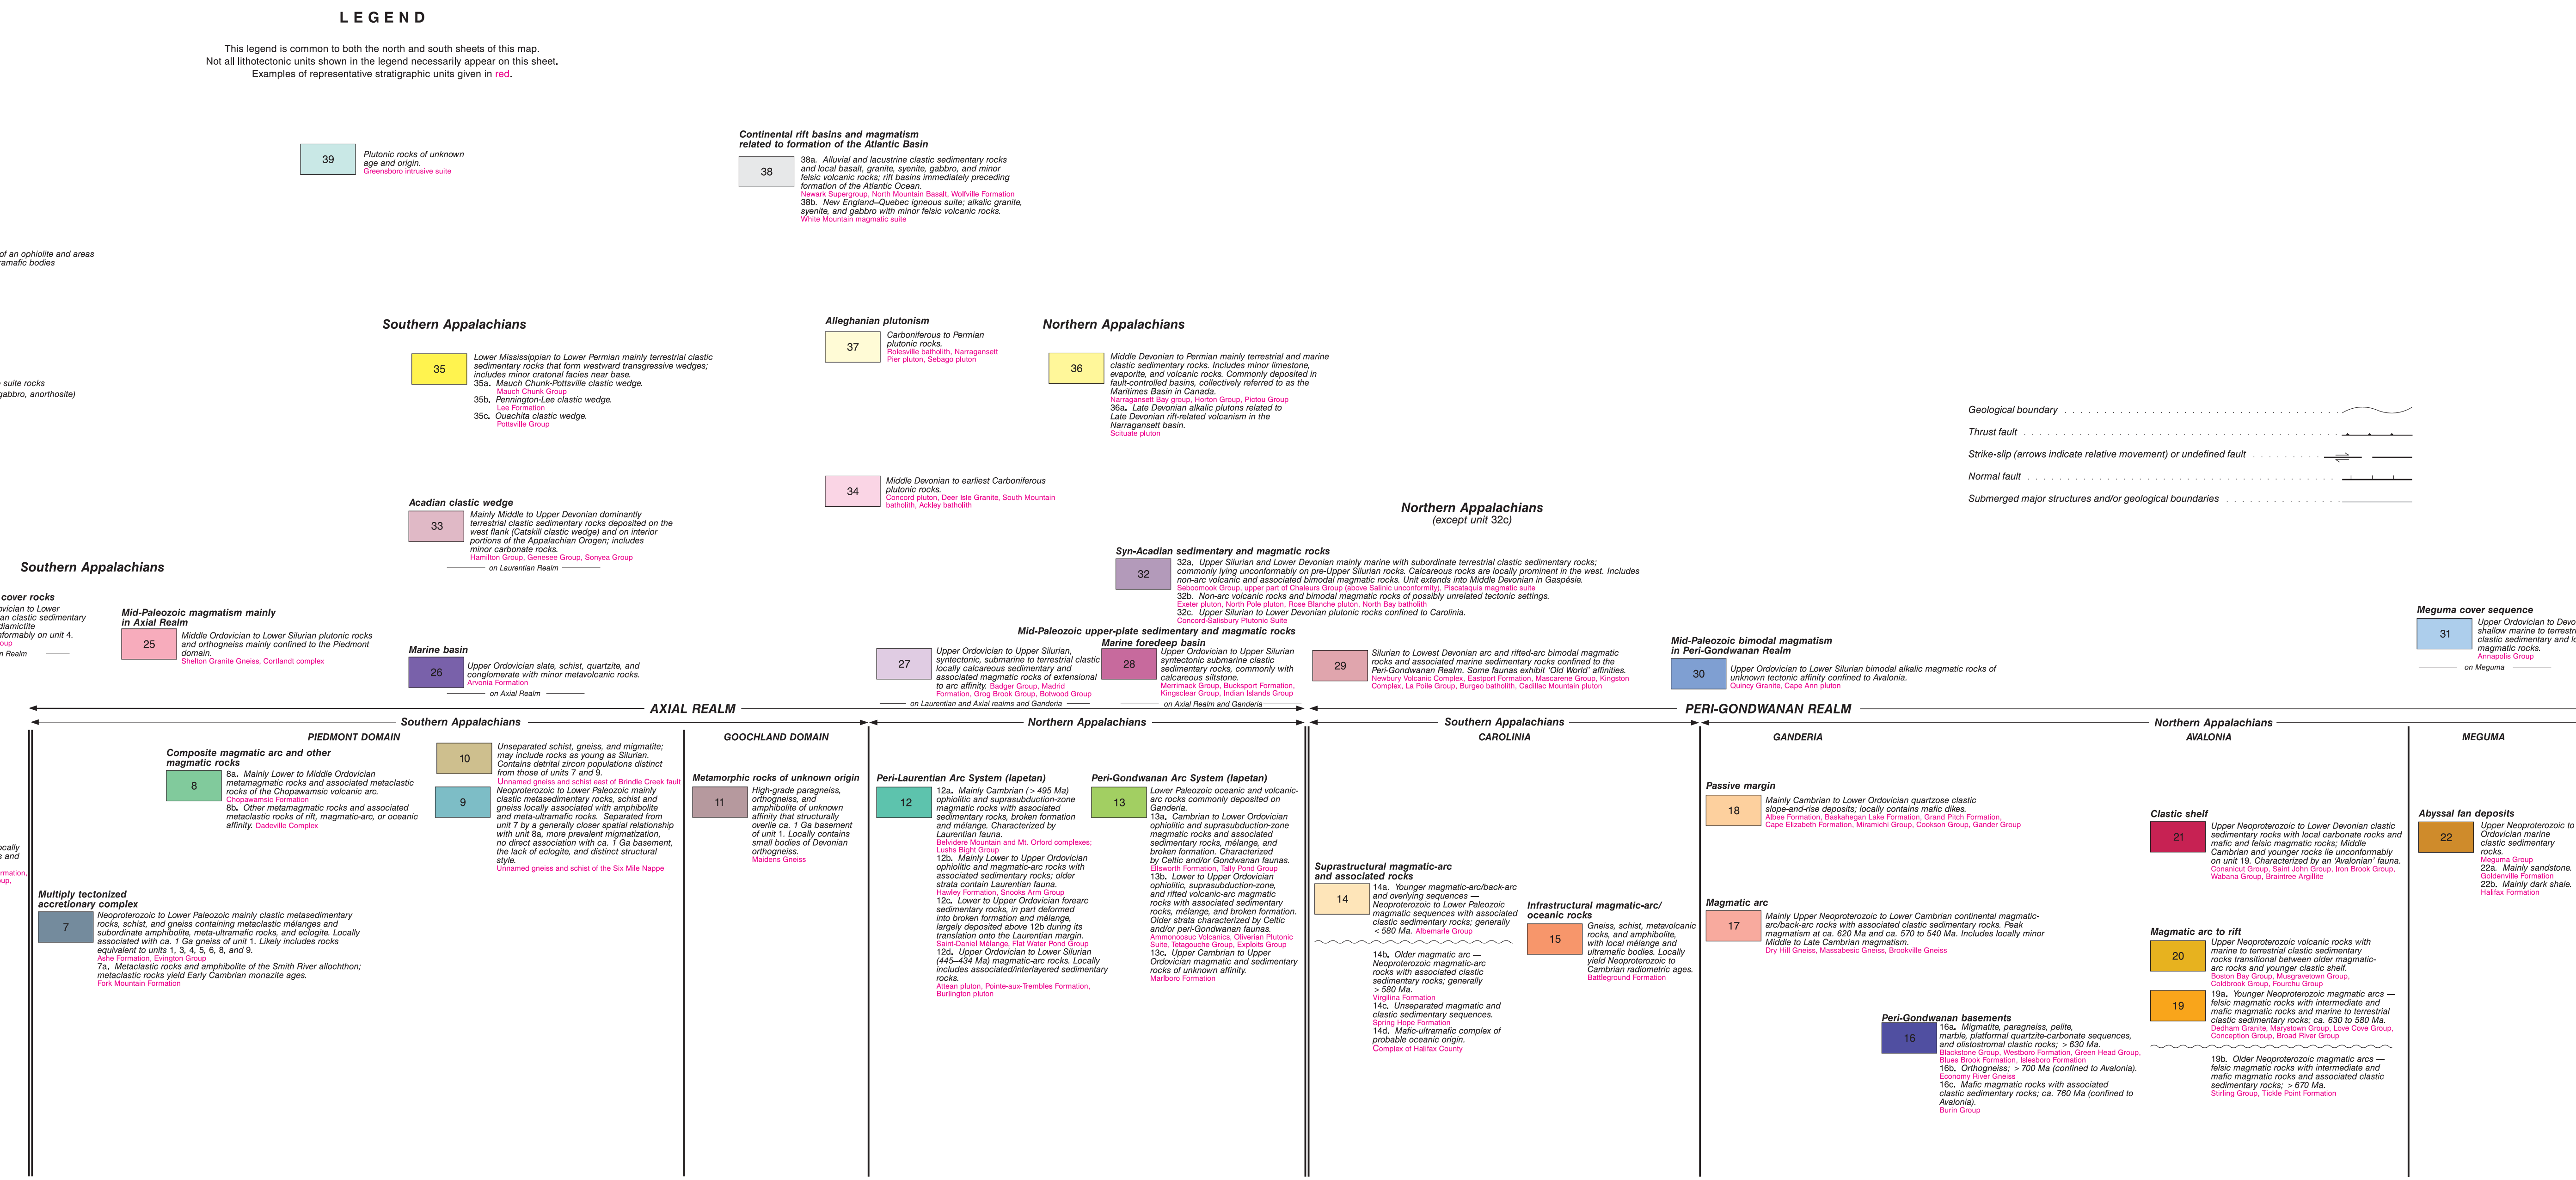 LEGEND
This legend is common to both the north and south sheets of this map.
Not all lithotectonic units shown in the legend necessarily appear on this sheet.
Examples of representative stratigraphic units given in red.
39
Plutonic rocks of unknown
age and origin.
Greensboro intrusive suite
Continental rift basins and magmatism
related to formation of the Atlantic Basin
38
38a. Alluvial and lacustrine clastic sedimentary rocks
and local basalt, granite, syenite, gabbro, and minor
felsic volcanic rocks; rift basins immediately preceding
formation of the Atlantic Ocean.
Newark Supergroup, North Mountain Basalt, Wolfville Formation
38b. New England–Quebec igneous suite; alkalic granite,
syenite, and gabbro with minor felsic volcanic rocks.
White Mountain magmatic suite
of an ophiolite and areas
ramafic bodies
suite rocks
gabbro, anorthosite)
Southern Appalachians
35
Lower Mississippian to Lower Permian mainly terrestrial clastic
sedimentary rocks that form westward transgressive wedges;
includes minor cratonal facies near base.
35a. Mauch Chunk-Pottsville clastic wedge.
Mauch Chunk Group
35b. Pennington-Lee clastic wedge.
Lee Formation
35c. Ouachita clastic wedge.
Pottsville Group
Alleghanian plutonism
37
Carboniferous to Permian
plutonic rocks.
Rolesville batholith, Narragansett
Pier pluton, Sebago pluton
Northern Appalachians
36
Middle Devonian to Permian mainly terrestrial and marine
clastic sedimentary rocks. Includes minor limestone,
evaporite, and volcanic rocks. Commonly deposited in
fault-controlled basins, collectively referred to as the
Maritimes Basin in Canada.
Narragansett Bay group, Horton Group, Pictou Group
36a. Late Devonian alkalic plutons related to
Late Devonian rift-related volcanism in the
Narragansett basin.
Scituate pluton
Geological boundary
Thrust fault
Strike-slip (arrows indicate relative movement) or undefined fault
Normal fault
Submerged major structures and/or geological boundaries
34
Middle Devonian to earliest Carboniferous
plutonic rocks.
Concord pluton, Deer Isle Granite, South Mountain
batholith, Ackley batholith
Acadian clastic wedge
33
Mainly Middle to Upper Devonian dominantly
terrestrial clastic sedimentary rocks deposited on the
west flank (Catskill clastic wedge) and on interior
portions of the Appalachian Orogen; includes
minor carbonate rocks.
Hamilton Group, Genesee Group, Sonyea Group
on Laurentian Realm
Northern Appalachians
(except unit 32c)
Syn-Acadian sedimentary and magmatic rocks
32
32a. Upper Silurian and Lower Devonian mainly marine with subordinate terrestrial clastic sedimentary rocks;
commonly lying unconformably on pre-Upper Silurian rocks. Calcareous rocks are locally prominent in the west. Includes
non-arc volcanic and associated bimodal magmatic rocks. Unit extends into Middle Devonian in Gaspésie.
Seboomook Group, upper part of Chaleurs Group (above Salinic unconformity), Piscataquis magmatic suite
32b. Non-arc volcanic rocks and bimodal magmatic rocks of possibly unrelated tectonic settings.
Exeter pluton, North Pole pluton, Rose Blanche pluton, North Bay batholith
32c. Upper Silurian to Lower Devonian plutonic rocks confined to Carolinia.
Concord-Salisbury Plutonic Suite
Southern Appalachians
cover rocks
ovician to Lower
an clastic sedimentary
diamictite
nformably on unit 4.
oup
n Realm
Mid-Paleozoic magmatism mainly
in Axial Realm
25
Middle Ordovician to Lower Silurian plutonic rocks
and orthogneiss mainly confined to the Piedmont
domain.
Shelton Granite Gneiss, Cortlandt complex
Marine basin
26
Upper Ordovician slate, schist, quartzite, and
conglomerate with minor metavolcanic rocks.
Arvonia Formation
on Axial Realm
Mid-Paleozoic upper-plate sedimentary and magmatic rocks
27
Upper Ordovician to Upper Silurian,
syntectonic, submarine to terrestrial clastic
locally calcareous sedimentary and
associated magmatic rocks of extensional
to arc affinity. Badger Group, Madrid
Formation, Grog Brook Group, Botwood Group
on Laurentian and Axial realms and Ganderia
Marine foredeep basin
28
Upper Ordovician to Upper Silurian
syntectonic submarine clastic
sedimentary rocks, commonly with
calcareous siltstone.
Merrimack Group, Bucksport Formation,
Kingsclear Group, Indian Islands Group
on Axial Realm and Ganderia
29
Silurian to Lowest Devonian arc and rifted-arc bimodal magmatic
rocks and associated marine sedimentary rocks confined to the
Peri-Gondwanan Realm. Some faunas exhibit ‘Old World’ affinities.
Newbury Volcanic Complex, Eastport Formation, Mascarene Group, Kingston
Complex, La Poile Group, Burgeo batholith, Cadillac Mountain pluton
Mid-Paleozoic bimodal magmatism
in Peri-Gondwanan Realm
30
Upper Ordovician to Lower Silurian bimodal alkalic magmatic rocks of
unknown tectonic affinity confined to Avalonia.
Quincy Granite, Cape Ann pluton
Meguma cover sequence
31
Upper Ordovician to Devo
shallow marine to terrestri
clastic sedimentary and lo
magmatic rocks.
Annapolis Group
on Meguma
AXIAL REALM
PERI-GONDWANAN REALM
Southern Appalachians
Northern Appalachians
Southern Appalachians
Northern Appalachians
PIEDMONT DOMAIN
GOOCHLAND DOMAIN
CAROLINIA
GANDERIA
AVALONIA
MEGUMA
ocally
s and
rmation,
oup,
Composite magmatic arc and other
magmatic rocks
8
8a. Mainly Lower to Middle Ordovician
metamagmatic rocks and associated metaclastic
rocks of the Chopawamsic volcanic arc.
Chopawamsic Formation
8b. Other metamagmatic rocks and associated
metaclastic rocks of rift, magmatic-arc, or oceanic
affinity. Dadeville Complex
10
Unseparated schist, gneiss, and migmatite;
may include rocks as young as Silurian.
Contains detrital zircon populations distinct
from those of units 7 and 9.
Unnamed gneiss and schist east of Brindle Creek fault
9
Neoproterozoic to Lower Paleozoic mainly
clastic metasedimentary rocks, schist and
gneiss locally associated with amphibolite
and meta-ultramafic rocks. Separated from
unit 7 by a generally closer spatial relationship
with unit 8a, more prevalent migmatization,
no direct association with ca. 1 Ga basement,
the lack of eclogite, and distinct structural
style.
Unnamed gneiss and schist of the Six Mile Nappe
Multiply tectonized
accretionary complex
7
Neoproterozoic to Lower Paleozoic mainly clastic metasedimentary
rocks, schist, and gneiss containing metaclastic mélanges and
subordinate amphibolite, meta-ultramafic rocks, and eclogite. Locally
associated with ca. 1 Ga gneiss of unit 1. Likely includes rocks
equivalent to units 1, 3, 4, 5, 6, 8, and 9.
Ashe Formation, Evington Group
7a. Metaclastic rocks and amphibolite of the Smith River allochthon;
metaclastic rocks yield Early Cambrian monazite ages.
Fork Mountain Formation
Metamorphic rocks of unknown origin
11
High-grade paragneiss,
orthogneiss, and
amphibolite of unknown
affinity that structurally
overlie ca. 1 Ga basement
of unit 1. Locally contains
small bodies of Devonian
orthogneiss.
Maidens Gneiss
Peri-Laurentian Arc System (Iapetan)
12
12a. Mainly Cambrian (> 495 Ma)
ophiolitic and suprasubduction-zone
magmatic rocks with associated
sedimentary rocks, broken formation
and mélange. Characterized by
Laurentian fauna.
Belvidere Mountain and Mt. Orford complexes;
Lushs Bight Group
12b. Mainly Lower to Upper Ordovician
ophiolitic and magmatic-arc rocks with
associated sedimentary rocks; older
strata contain Laurentian fauna.
Hawley Formation, Snooks Arm Group
12c. Lower to Upper Ordovician forearc
sedimentary rocks, in part deformed
into broken formation and mélange,
largely deposited above 12b during its
translation onto the Laurentian margin.
Saint-Daniel Mélange, Flat Water Pond Group
12d. Upper Ordovician to Lower Silurian
(445–434 Ma) magmatic-arc rocks. Locally
includes associated/interlayered sedimentary
rocks.
Attean pluton, Pointe-aux-Trembles Formation,
Burlington pluton
Peri-Gondwanan Arc System (Iapetan)
13
Lower Paleozoic oceanic and volcanic-
arc rocks commonly deposited on
Ganderia.
13a. Cambrian to Lower Ordovician
ophiolitic and suprasubduction-zone
magmatic rocks and associated
sedimentary rocks, mélange, and
broken formation. Characterized
by Celtic and/or Gondwanan faunas.
Ellsworth Formation, Tally Pond Group
13b. Lower to Upper Ordovician
ophiolitic, suprasubduction-zone,
and rifted volcanic-arc magmatic
rocks with associated sedimentary
rocks, mélange, and broken formation.
Older strata characterized by Celtic
and/or peri-Gondwanan faunas.
Ammonoosuc Volcanics, Oliverian Plutonic
Suite, Tetagouche Group, Exploits Group
13c. Upper Cambrian to Upper
Ordovician magmatic and sedimentary
rocks of unknown affinity.
Marlboro Formation
Suprastructural magmatic-arc
and associated rocks
14
14a. Younger magmatic-arc/back-arc
and overlying sequences —
Neoproterozoic to Lower Paleozoic
magmatic sequences with associated
clastic sedimentary rocks; generally
< 580 Ma. Albemarle Group
14b. Older magmatic arc —
Neoproterozoic magmatic-arc
rocks with associated clastic
sedimentary rocks; generally
> 580 Ma.
Virgilina Formation
14c. Unseparated magmatic and
clastic sedimentary sequences.
Spring Hope Formation
14d. Mafic-ultramafic complex of
probable oceanic origin.
Complex of Halifax County
Infrastructural magmatic-arc/
oceanic rocks
15
Gneiss, schist, metavolcanic
rocks, and amphibolite,
with local mélange and
ultramafic bodies. Locally
yield Neoproterozoic to
Cambrian radiometric ages.
Battleground Formation
Passive margin
18
Mainly Cambrian to Lower Ordovician quartzose clastic
slope-and-rise deposits; locally contains mafic dikes.
Albee Formation, Baskahegan Lake Formation, Grand Pitch Formation,
Cape Elizabeth Formation, Miramichi Group, Cookson Group, Gander Group
Magmatic arc
17
Mainly Upper Neoproterozoic to Lower Cambrian continental magmatic-
arc/back-arc rocks with associated clastic sedimentary rocks. Peak
magmatism at ca. 620 Ma and ca. 570 to 540 Ma. Includes locally minor
Middle to Late Cambrian magmatism.
Dry Hill Gneiss, Massabesic Gneiss, Brookville Gneiss
Peri-Gondwanan basements
16
16a. Migmatite, paragneiss, pelite,
marble, platformal quartzite-carbonate sequences,
and olistostromal clastic rocks; > 630 Ma.
Blackstone Group, Westboro Formation, Green Head Group,
Blues Brook Formation, Islesboro Formation
16b. Orthogneiss; > 700 Ma (confined to Avalonia).
Economy River Gneiss
16c. Mafic magmatic rocks with associated
clastic sedimentary rocks; ca. 760 Ma (confined to
Avalonia).
Burin Group
Clastic shelf
21
Upper Neoproterozoic to Lower Devonian clastic
sedimentary rocks with local carbonate rocks and
mafic and felsic magmatic rocks; Middle
Cambrian and younger rocks lie unconformably
on unit 19. Characterized by an ‘Avalonian’ fauna.
Conanicut Group, Saint John Group, Iron Brook Group,
Wabana Group, Braintree Argillite
Magmatic arc to rift
20
Upper Neoproterozoic volcanic rocks with
marine to terrestrial clastic sedimentary
rocks transitional between older magmatic-
arc rocks and younger clastic shelf.
Boston Bay Group, Musgravetown Group,
Coldbrook Group, Fourchu Group
19
19a. Younger Neoproterozoic magmatic arcs —
felsic magmatic rocks with intermediate and
mafic magmatic rocks and marine to terrestrial
clastic sedimentary rocks; ca. 630 to 580 Ma.
Dedham Granite, Marystown Group, Love Cove Group,
Conception Group, Broad River Group
19b. Older Neoproterozoic magmatic arcs —
felsic magmatic rocks with intermediate and
mafic magmatic rocks and associated clastic
sedimentary rocks; > 670 Ma.
Stirling Group, Tickle Point Formation
Abyssal fan deposits
22
Upper Neoproterozoic to
Ordovician marine
clastic sedimentary
rocks.
Meguma Group
22a. Mainly sandstone.
Goldenville Formation
22b. Mainly dark shale.
Halifax Formation